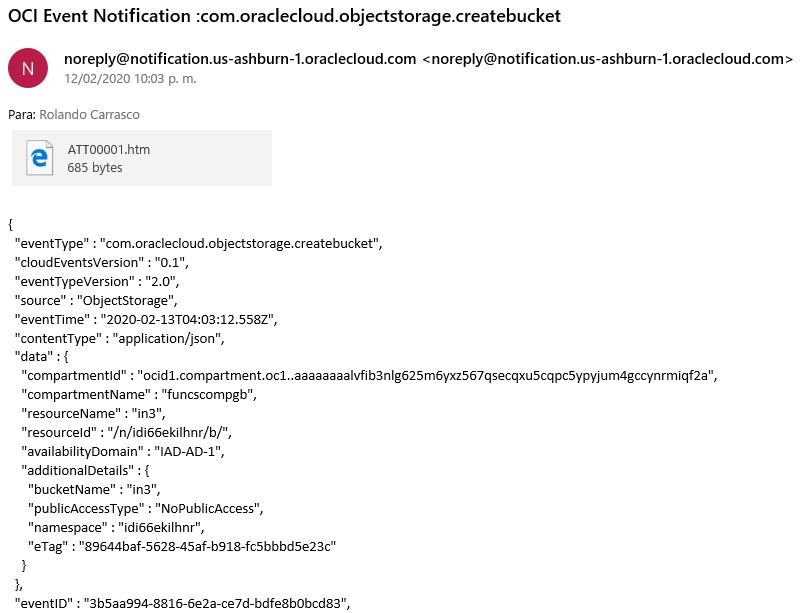 OCI Event Notification :com.oraclecloud.objectstorage.createbucket
N
noreply@notification.us-ashburn-1.oraclecloud.com <noreply@notification.us-ashburn-1.oraclecloud.com>
12/02/2020 10:03 p. m.
Para: Rolando Carrasco
ATT00001.htm
685 bytes
{
"eventType" : "com.oraclecloud.objectstorage.createbucket",
"cloudEventsVersion" : "0.1",
"eventTypeVersion" : "2.0",
"source" : "ObjectStorage",
"eventTime" : "2020-02-13T04:03:12.558Z",
"contentType" : "application/json",
"data" : {
"compartmentId" : "ocid1.compartment.oc1..aaaaaaaalvfib3nlg625m6yxz567qsecqxu5cqpc5ypyjum4gccynrmiqf2a",
"compartmentName" : "funcscompgb",
"resourceName" : "in3",
"resourceId" : "/n/idi66ekilhnr/b/",
"availabilityDomain" : "IAD-AD-1",
"additionalDetails" : {
"bucketName" : "in3",
"publicAccessType" : "NoPublicAccess",
"namespace" : "idi66ekilhnr",
"eTag" : "89644baf-5628-45af-b918-fc5bbbd5e23c"
}
},
"eventID" : "3b5aa994-8816-6e2a-ce7d-bdfe8b0bcd83",